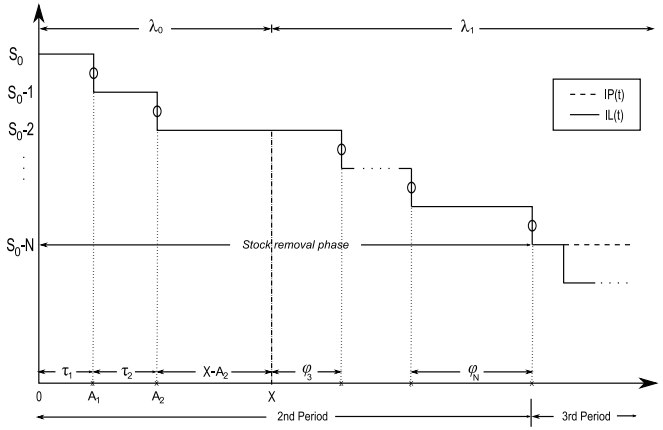 λ₀ λ₁
S₀
S₀-1
S₀-2
S₀-N
IP(t)
IL(t)
Stock removal phase
τ₁ τ₂ X-A₂ φ₃ φ_N
0 A₁ A₂ X
2nd Period 3rd Period